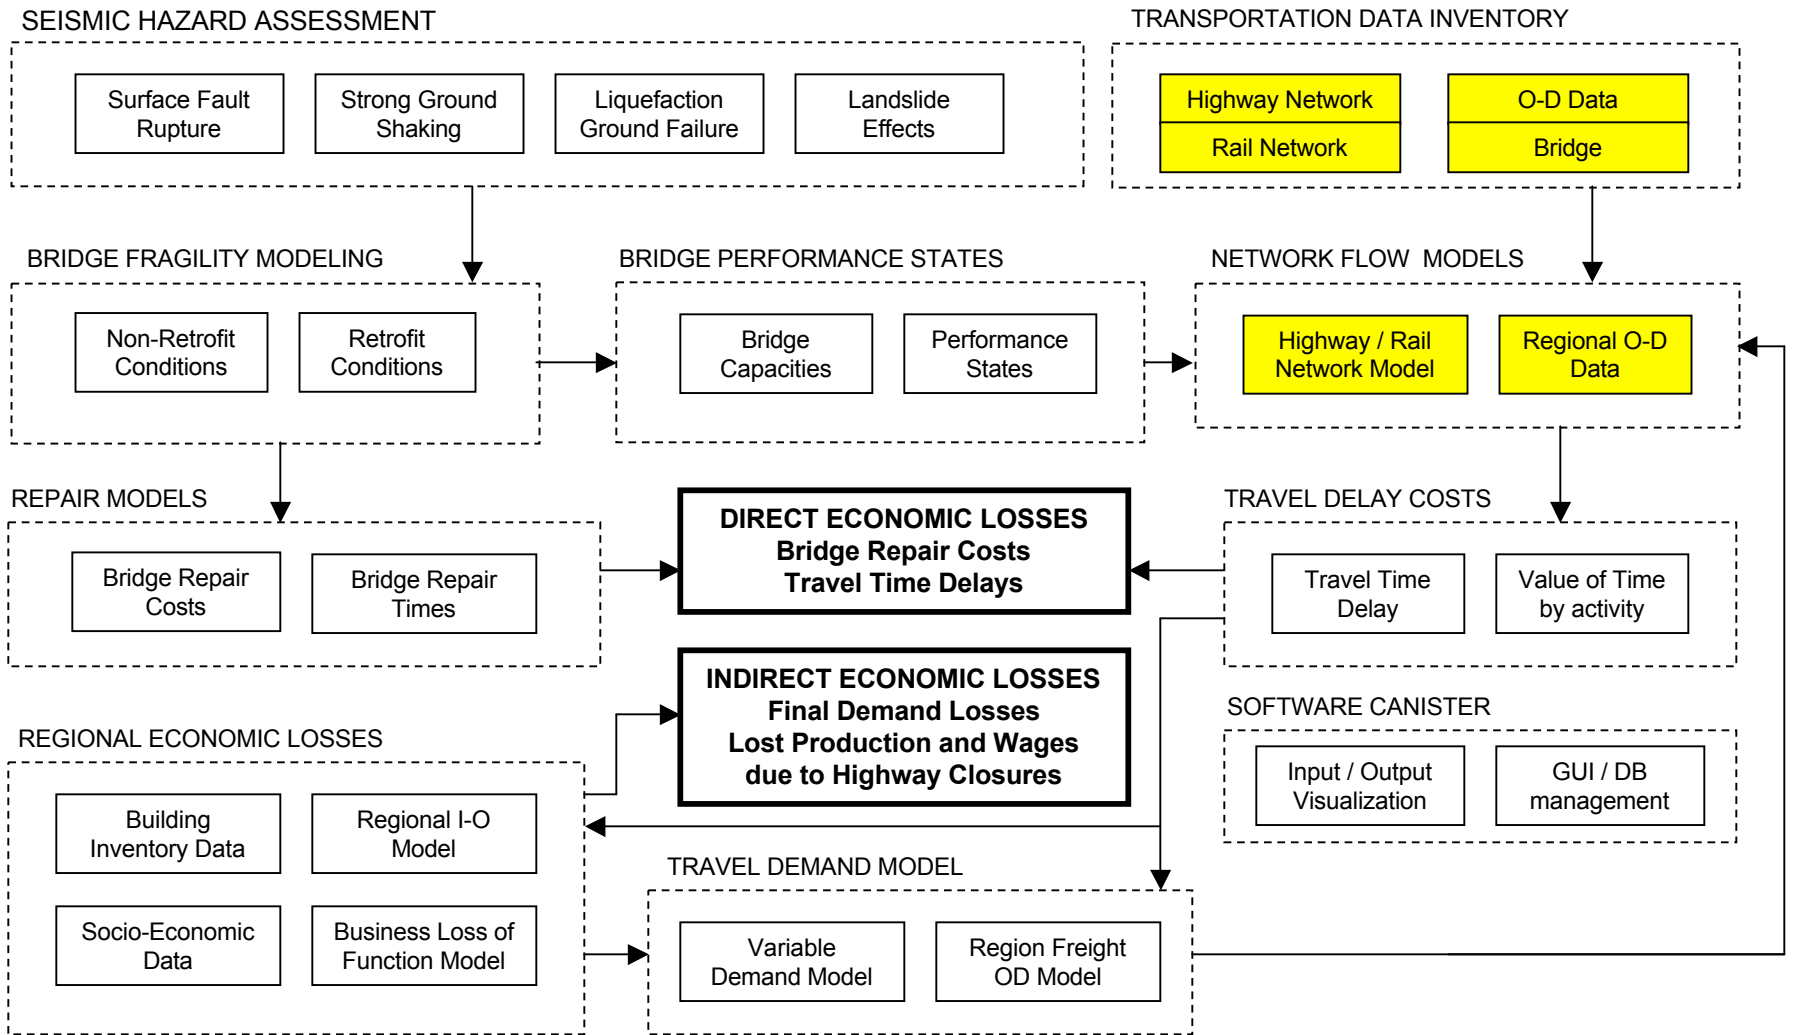 SEISMIC HAZARD ASSESSMENT
Surface Fault
Rupture
Strong Ground
Shaking
Liquefaction
Ground Failure
Landslide
Effects
TRANSPORTATION DATA INVENTORY
Highway Network
Rail Network
O-D Data
Bridge
BRIDGE FRAGILITY MODELING
Non-Retrofit
Conditions
Retrofit
Conditions
BRIDGE PERFORMANCE STATES
Bridge
Capacities
Performance
States
NETWORK FLOW MODELS
Highway / Rail
Network Model
Regional O-D
Data
REPAIR MODELS
Bridge Repair
Costs
Bridge Repair
Times
DIRECT ECONOMIC LOSSES
Bridge Repair Costs
Travel Time Delays
TRAVEL DELAY COSTS
Travel Time
Delay
Value of Time
by activity
INDIRECT ECONOMIC LOSSES
Final Demand Losses
Lost Production and Wages
due to Highway Closures
SOFTWARE CANISTER
Input / Output
Visualization
GUI / DB
management
REGIONAL ECONOMIC LOSSES
Building
Inventory Data
Regional I-O
Model
Socio-Economic
Data
Business Loss of
Function Model
TRAVEL DEMAND MODEL
Variable
Demand Model
Region Freight
OD Model